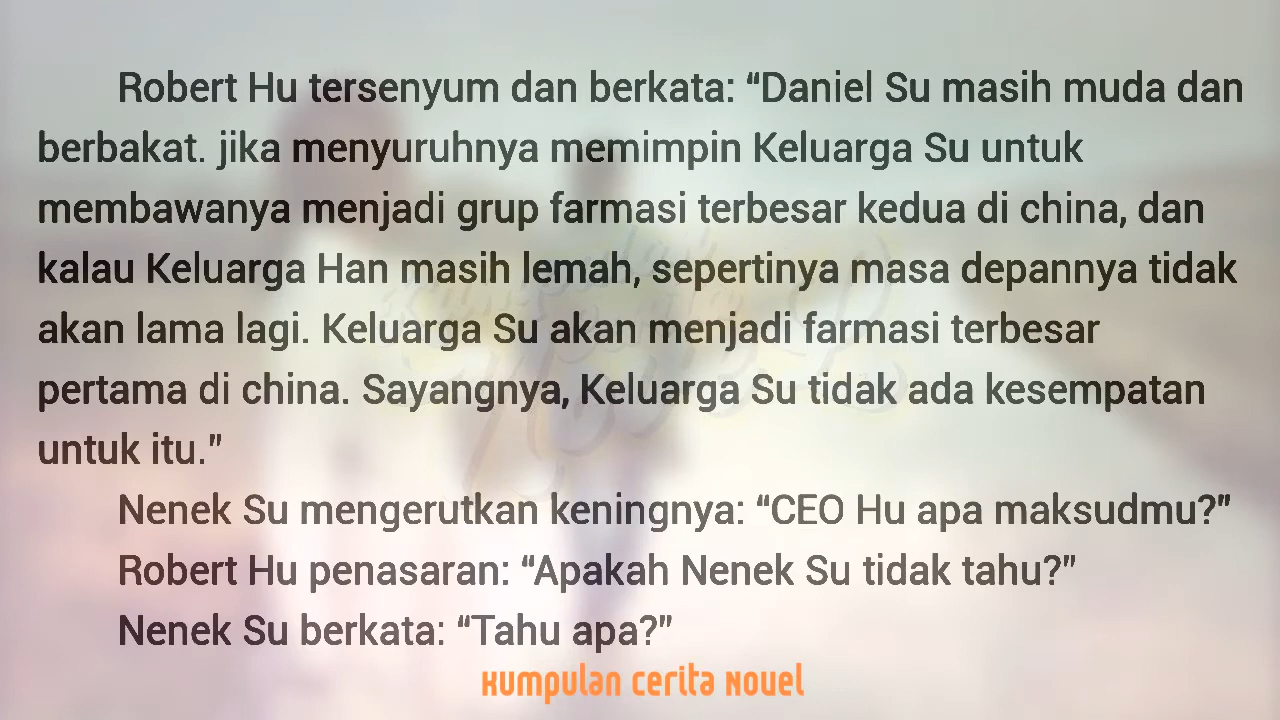 Robert Hu tersenyum dan berkata: “Daniel Su masih muda dan
berbakat. jika menyuruhnya memimpin Keluarga Su untuk
membawanya menjadi grup farmasi terbesar kedua di china, dan
kalau Keluarga Han masih lemah, sepertinya masa depannya tidak
akan lama lagi. Keluarga Su akan menjadi farmasi terbesar
pertama di china. Sayangnya, Keluarga Su tidak ada kesempatan
untuk itu.”
Nenek Su mengerutkan keningnya: “CEO Hu apa maksudmu?”
Robert Hu penasaran: “Apakah Nenek Su tidak tahu?”
Nenek Su berkata: “Tahu apa?”
Kumpulan Cerita Novel